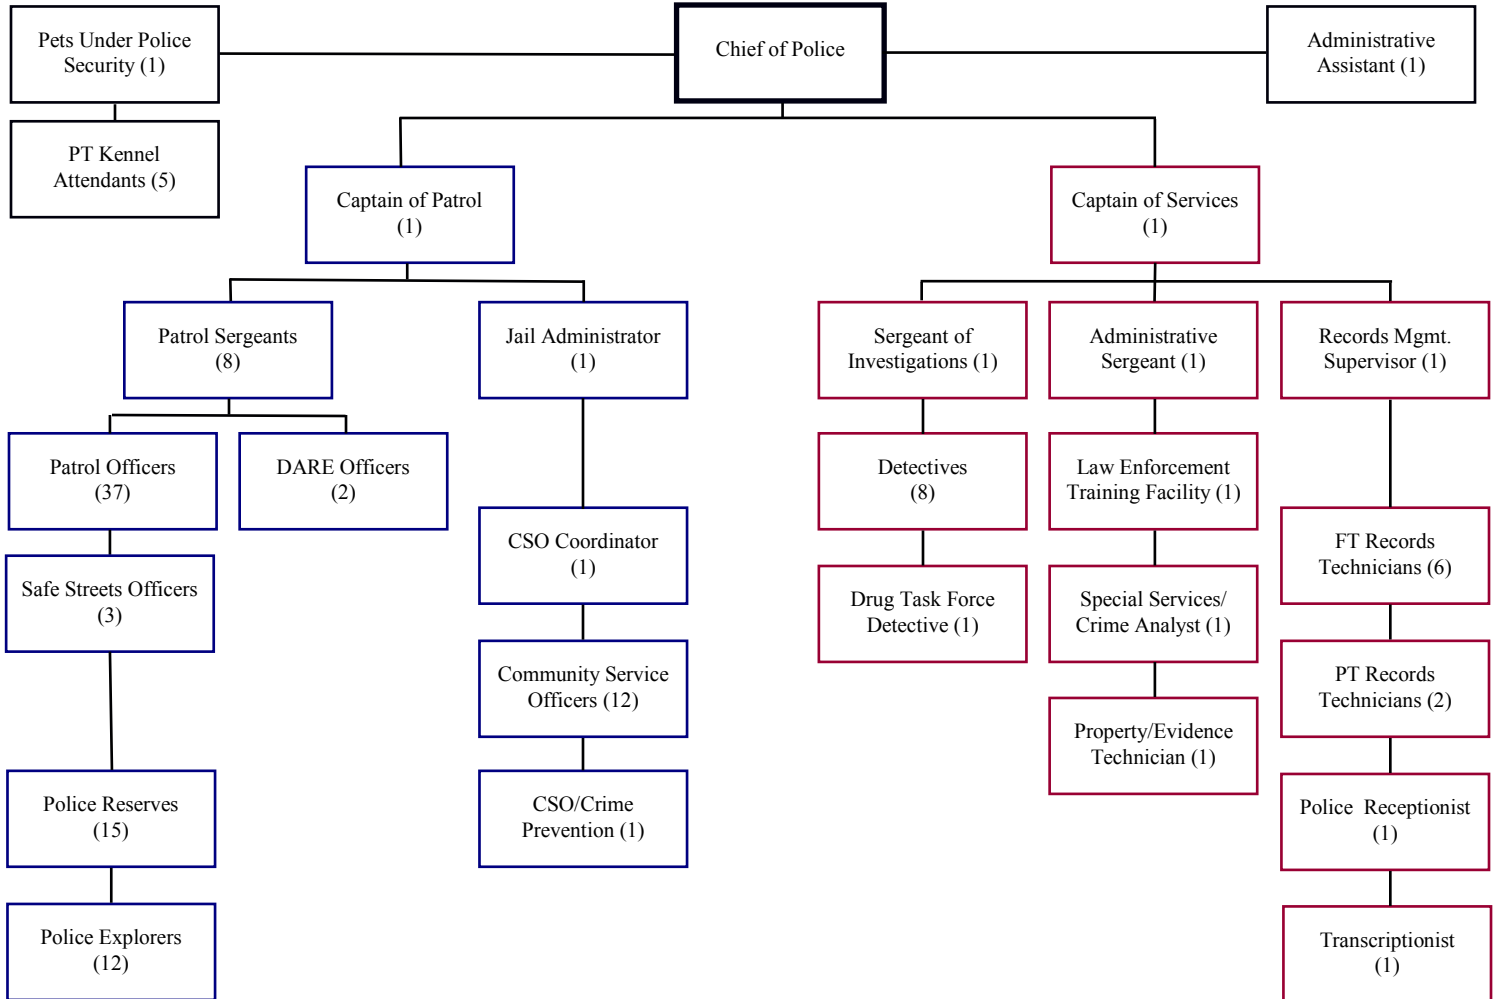 Pets Under Police
Security (1)
Chief of Police
Administrative
Assistant (1)
PT Kennel
Attendants (5)
Captain of Patrol
(1)
Captain of Services
(1)
Patrol Sergeants
(8)
Jail Administrator
(1)
Sergeant of
Investigations (1)
Administrative
Sergeant (1)
Records Mgmt.
Supervisor (1)
Patrol Officers
(37)
DARE Officers
(2)
Detectives
(8)
Law Enforcement
Training Facility (1)
CSO Coordinator
(1)
FT Records
Technicians (6)
Safe Streets Officers
(3)
Drug Task Force
Detective (1)
Special Services/
Crime Analyst (1)
Community Service
Officers (12)
PT Records
Technicians (2)
Property/Evidence
Technician (1)
Police Reserves
(15)
CSO/Crime
Prevention (1)
Police Receptionist
(1)
Police Explorers
(12)
Transcriptionist
(1)